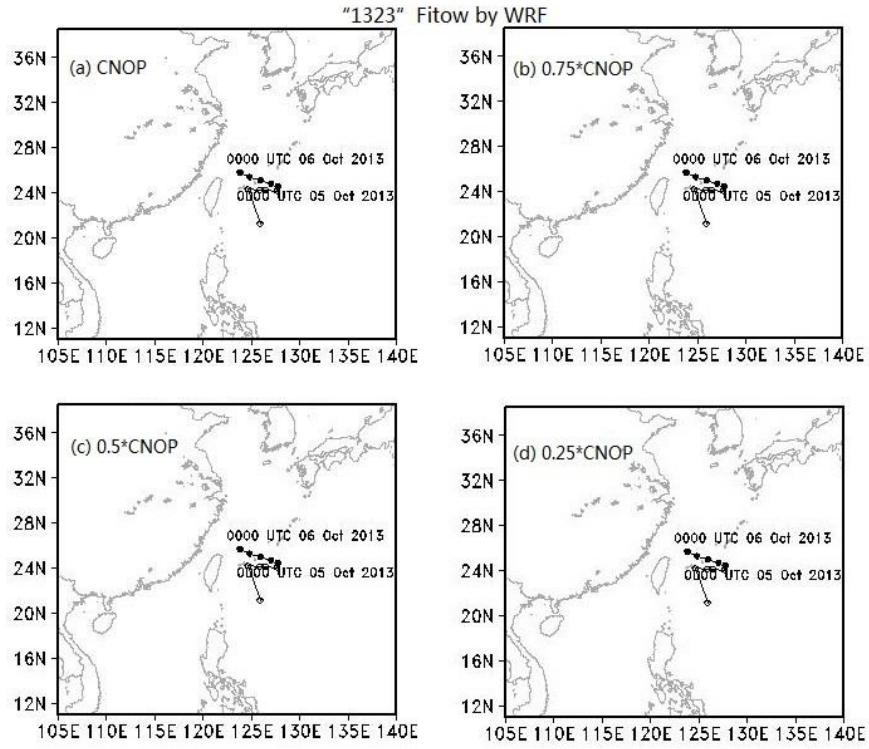 "1323" Fitow by WRF
(a) CNOP
36N
32N
28N
24N
20N
16N
12N
105E 110E 115E 120E 125E 130E 135E 140E
0000 UTC 06 Oct 2013
0000 UTC 05 Oct 2013
(b) 0.75*CNOP
36N
32N
28N
24N
20N
16N
12N
105E 110E 115E 120E 125E 130E 135E 140E
0000 UTC 06 Oct 2013
0000 UTC 05 Oct 2013
(c) 0.5*CNOP
36N
32N
28N
24N
20N
16N
12N
105E 110E 115E 120E 125E 130E 135E 140E
0000 UTC 06 Oct 2013
0000 UTC 05 Oct 2013
(d) 0.25*CNOP
36N
32N
28N
24N
20N
16N
12N
105E 110E 115E 120E 125E 130E 135E 140E
0000 UTC 06 Oct 2013
0000 UTC 05 Oct 2013